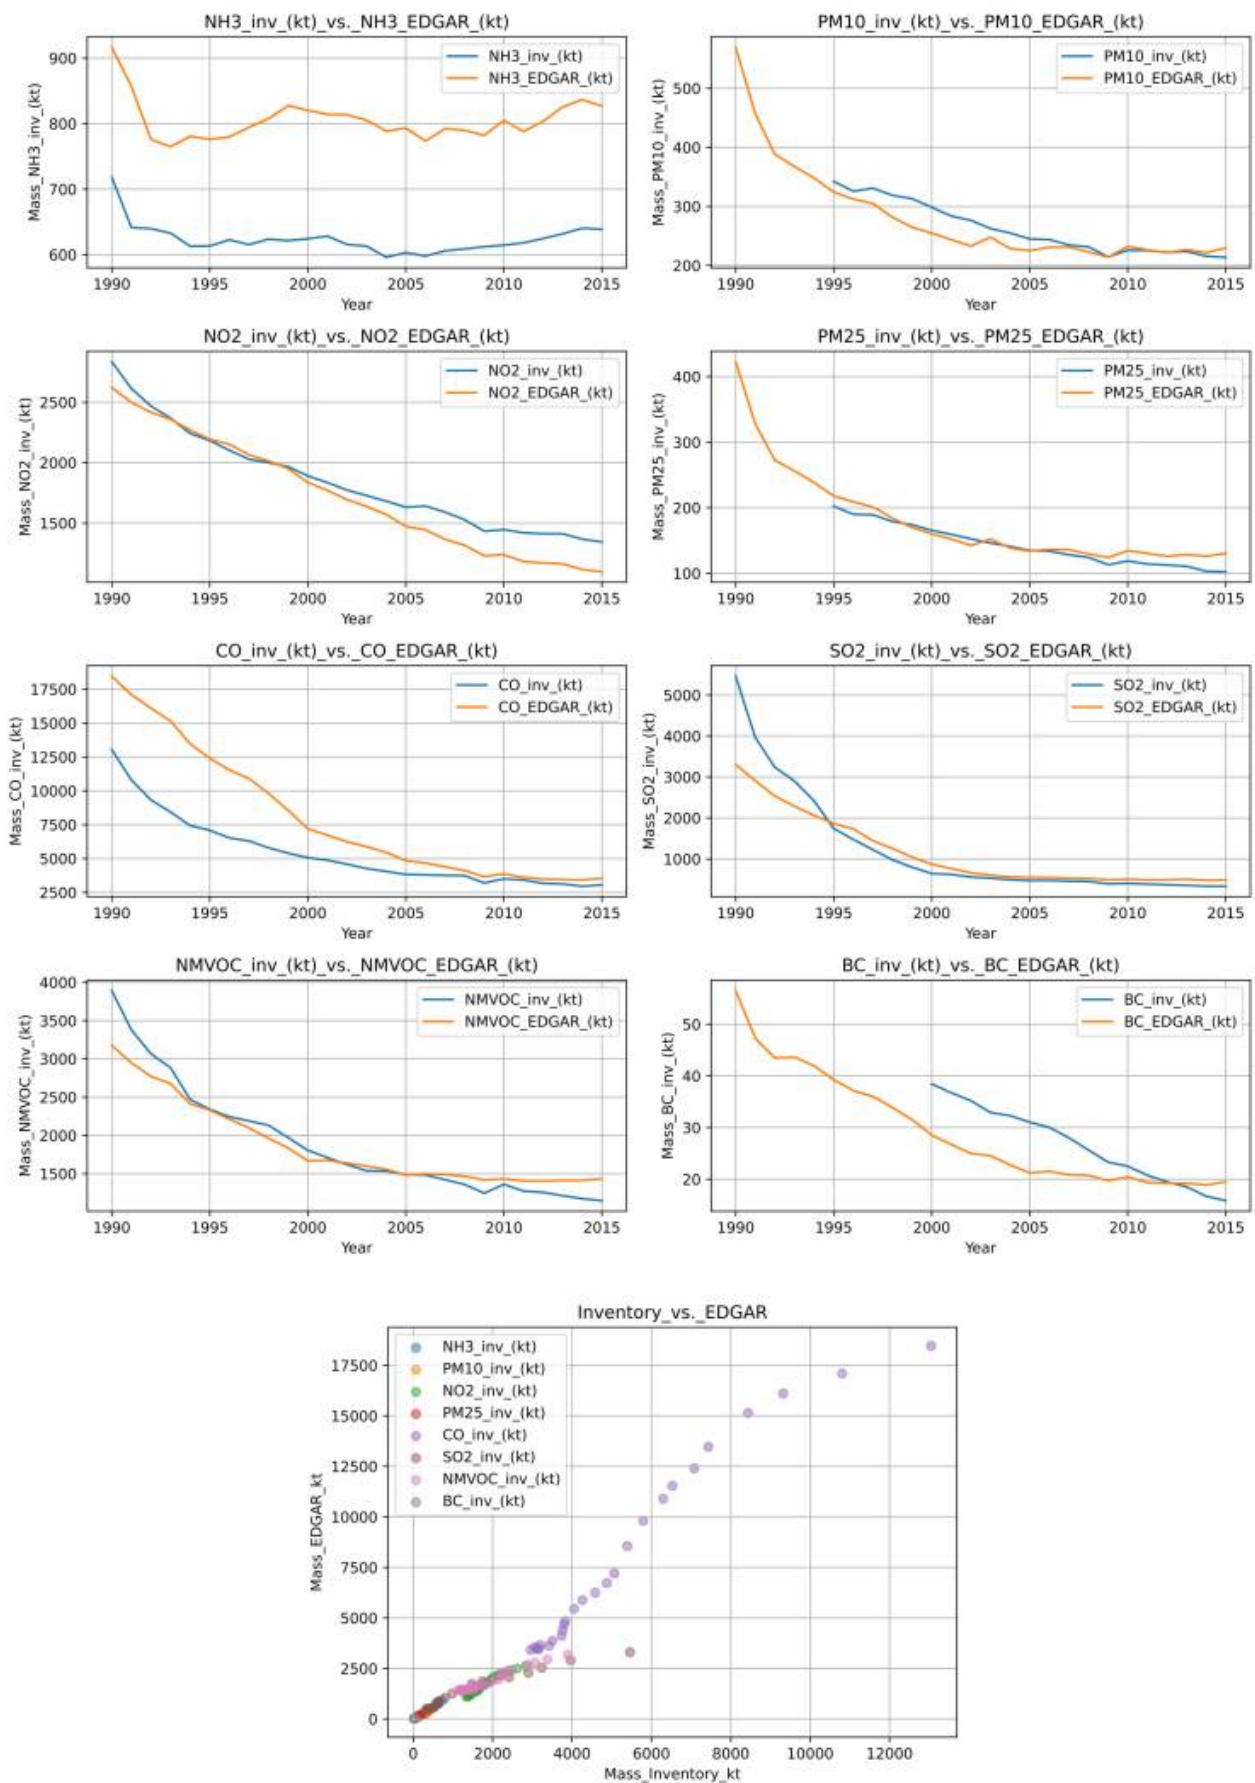 NH3_inv_(kt)_vs._NH3_EDGAR_(kt)
Mass_NH3_inv_(kt)
900
800
700
600
NH3_inv_(kt)
NH3_EDGAR_(kt)
1990 1995 2000 2005 2010 2015
Year
PM10_inv_(kt)_vs._PM10_EDGAR_(kt)
Mass_PM10_inv_(kt)
500
400
300
200
PM10_inv_(kt)
PM10_EDGAR_(kt)
1990 1995 2000 2005 2010 2015
Year
NO2_inv_(kt)_vs._NO2_EDGAR_(kt)
Mass_NO2_inv_(kt)
2500
2000
1500
NO2_inv_(kt)
NO2_EDGAR_(kt)
1990 1995 2000 2005 2010 2015
Year
PM25_inv_(kt)_vs._PM25_EDGAR_(kt)
Mass_PM25_inv_(kt)
400
300
200
100
PM25_inv_(kt)
PM25_EDGAR_(kt)
1990 1995 2000 2005 2010 2015
Year
CO_inv_(kt)_vs._CO_EDGAR_(kt)
Mass_CO_inv_(kt)
17500
15000
12500
10000
7500
5000
2500
CO_inv_(kt)
CO_EDGAR_(kt)
1990 1995 2000 2005 2010 2015
Year
SO2_inv_(kt)_vs._SO2_EDGAR_(kt)
Mass_SO2_inv_(kt)
5000
4000
3000
2000
1000
SO2_inv_(kt)
SO2_EDGAR_(kt)
1990 1995 2000 2005 2010 2015
Year
NMVOC_inv_(kt)_vs._NMVOC_EDGAR_(kt)
Mass_NMVOC_inv_(kt)
4000
3500
3000
2500
2000
1500
NMVOC_inv_(kt)
NMVOC_EDGAR_(kt)
1990 1995 2000 2005 2010 2015
Year
BC_inv_(kt)_vs._BC_EDGAR_(kt)
Mass_BC_inv_(kt)
50
40
30
20
BC_inv_(kt)
BC_EDGAR_(kt)
1990 1995 2000 2005 2010 2015
Year
Inventory_vs._EDGAR
Mass_EDGAR_kt
17500
15000
12500
10000
7500
5000
2500
0
NH3_inv_(kt)
PM10_inv_(kt)
NO2_inv_(kt)
PM25_inv_(kt)
CO_inv_(kt)
SO2_inv_(kt)
NMVOC_inv_(kt)
BC_inv_(kt)
0 2000 4000 6000 8000 10000 12000
Mass_Inventory_kt